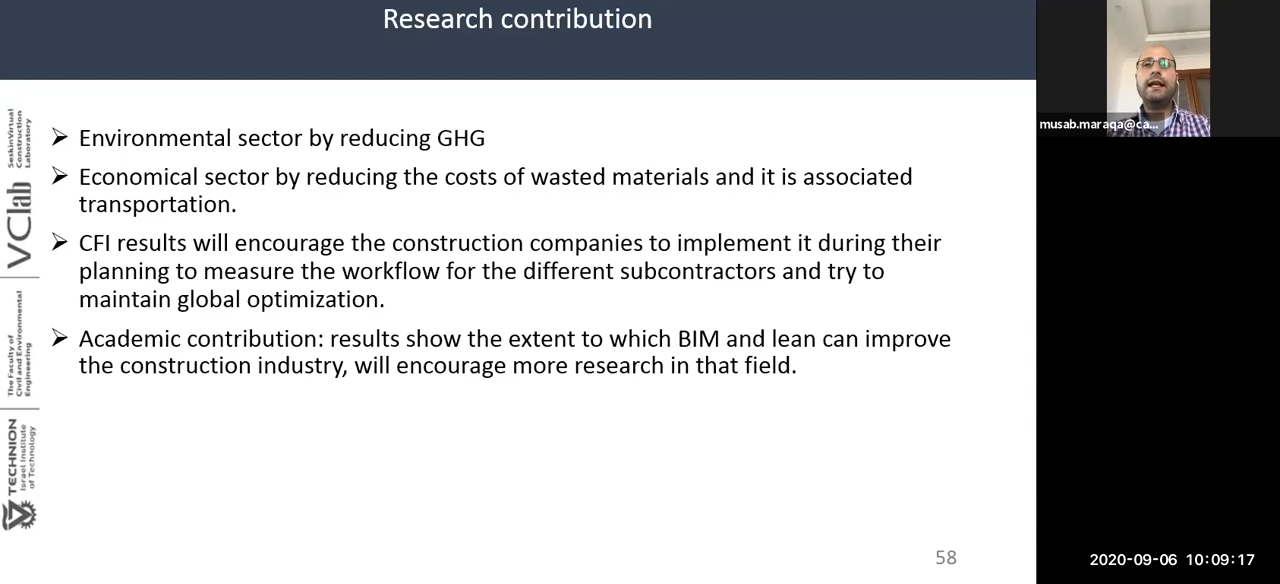 Research contribution
musab.maraqa@ca...
➢ Environmental sector by reducing GHG
➢ Economical sector by reducing the costs of wasted materials and it is associated
transportation.
➢ CFI results will encourage the construction companies to implement it during their
planning to measure the workflow for the different subcontractors and try to
maintain global optimization.
➢ Academic contribution: results show the extent to which BIM and lean can improve
the construction industry, will encourage more research in that field.
VClab
SeskinVirtual
Construction
Laboratory
The Faculty of
Civil and Environmental
Engineering
TECHNION
Israel Institute
of Technology
58
2020-09-06 10:09:17